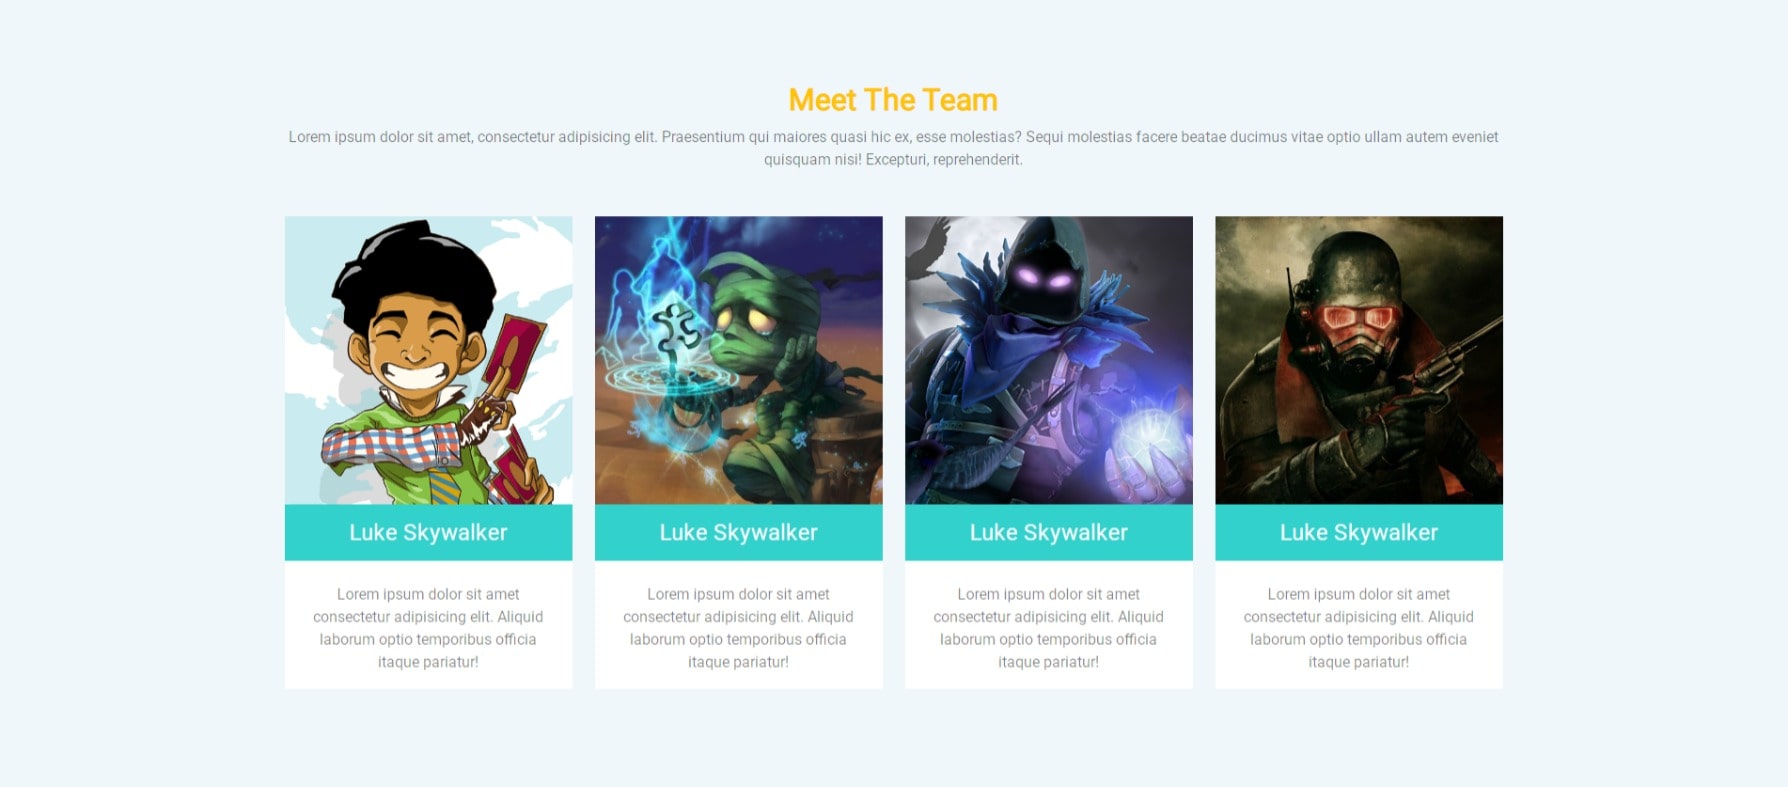 Meet The Team
Lorem ipsum dolor sit amet, consectetur adipisicing elit. Praesentium qui maiores quasi hic ex, esse molestias? Sequi molestias facere beatae ducimus vitae optio ullam autem eveniet
quisquam nisi! Excepturi, reprehenderit.
Luke Skywalker
Lorem ipsum dolor sit amet
consectetur adipisicing elit. Aliquid
laborum optio temporibus officia
itaque pariatur!
Luke Skywalker
Lorem ipsum dolor sit amet
consectetur adipisicing elit. Aliquid
laborum optio temporibus officia
itaque pariatur!
Luke Skywalker
Lorem ipsum dolor sit amet
consectetur adipisicing elit. Aliquid
laborum optio temporibus officia
itaque pariatur!
Luke Skywalker
Lorem ipsum dolor sit amet
consectetur adipisicing elit. Aliquid
laborum optio temporibus officia
itaque pariatur!